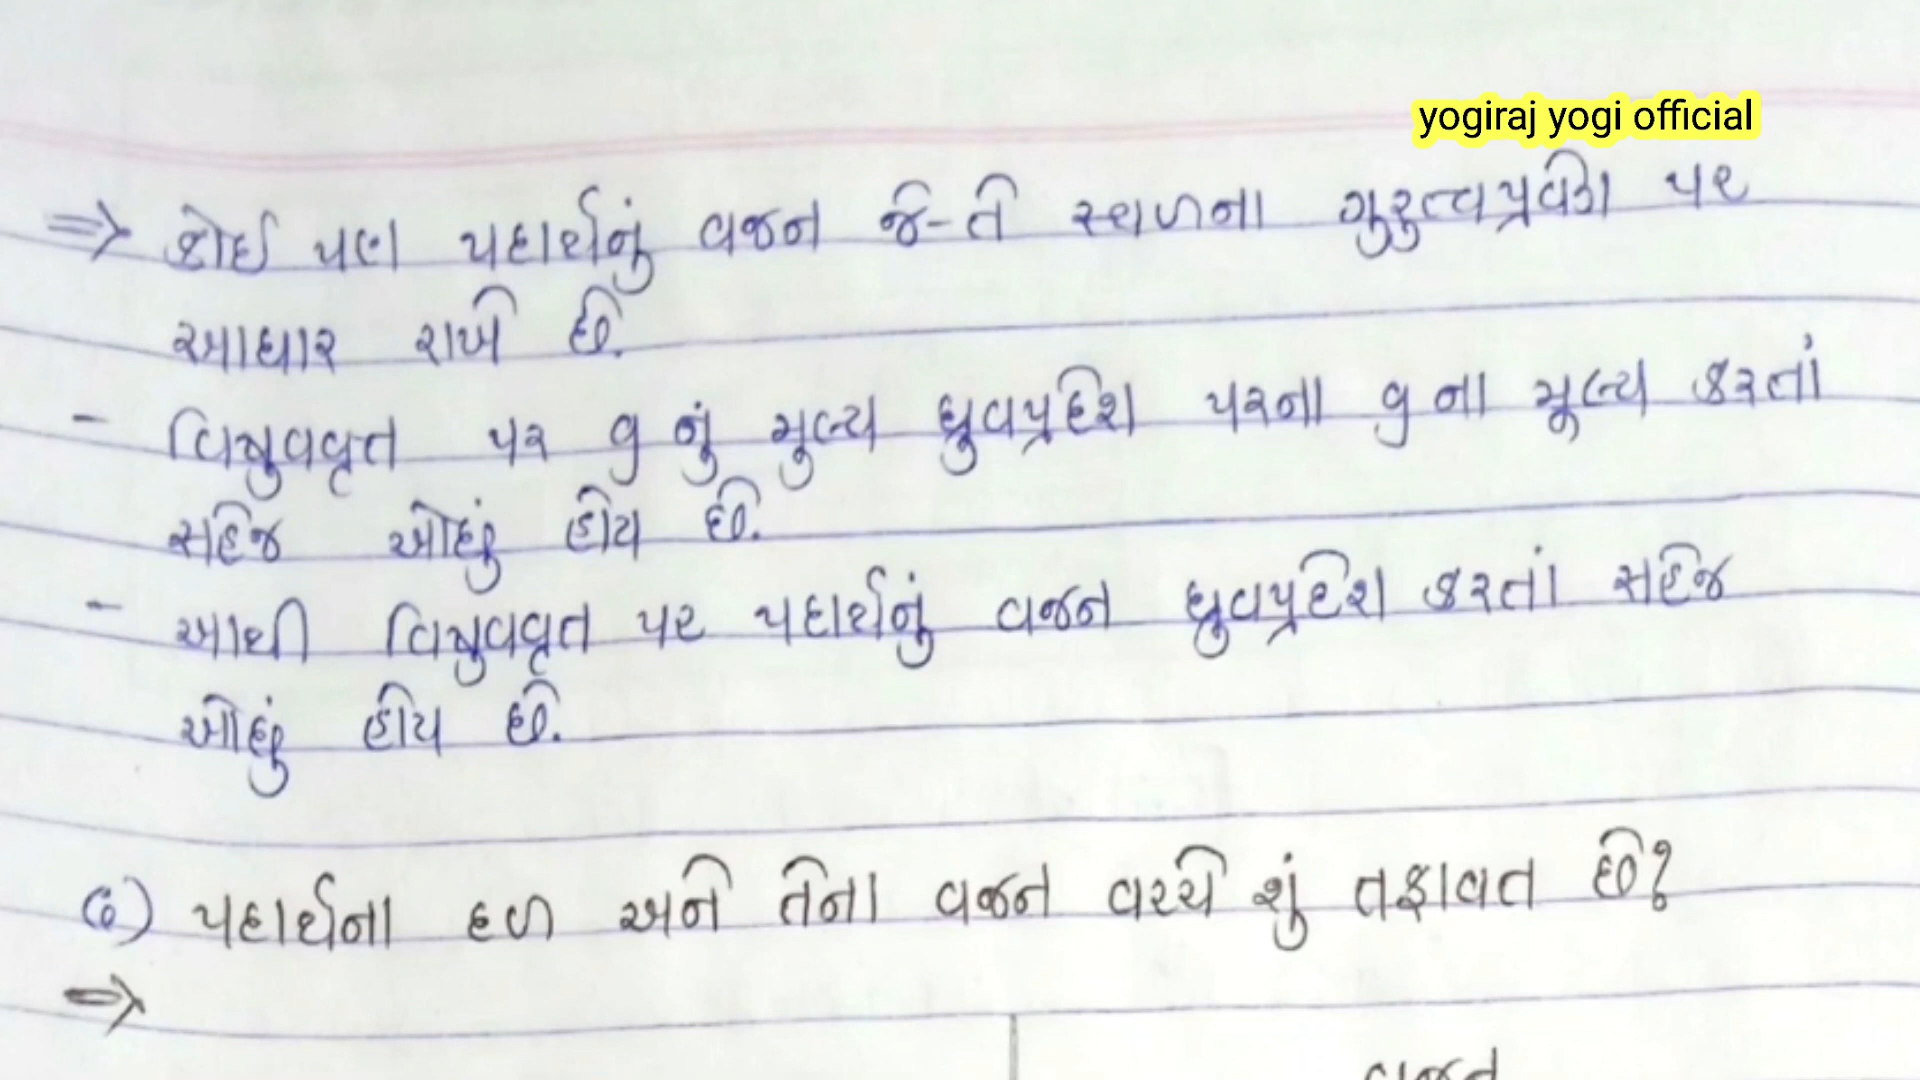 yogiraj yogi official
⇒ કોઈ પણ પદાર્થનું વજન જે-તે સ્થળના ગુરુત્વપ્રવેગ પર
આધાર રાખે છે.
- વિષુવવૃત પર g નું મુલ્ય ધ્રુવપ્રદેશ પરના g ના મૂલ્ય કરતાં
સહેજ ઓછું હોય છે.
- આથી વિષુવવૃત પર પદાર્થનું વજન ધ્રુવપ્રદેશ કરતાં સહેજ
ઓછું હોય છે.
૯) પદાર્થના દળ અને તેના વજન વચ્ચે શું તફાવત છે?
⇒
વજન